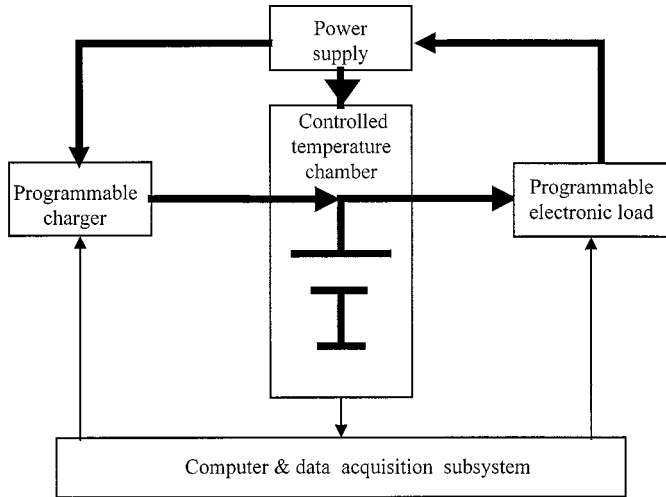 Power
supply
Controlled
temperature
chamber
Programmable
charger
Programmable
electronic load
Computer & data acquisition subsystem